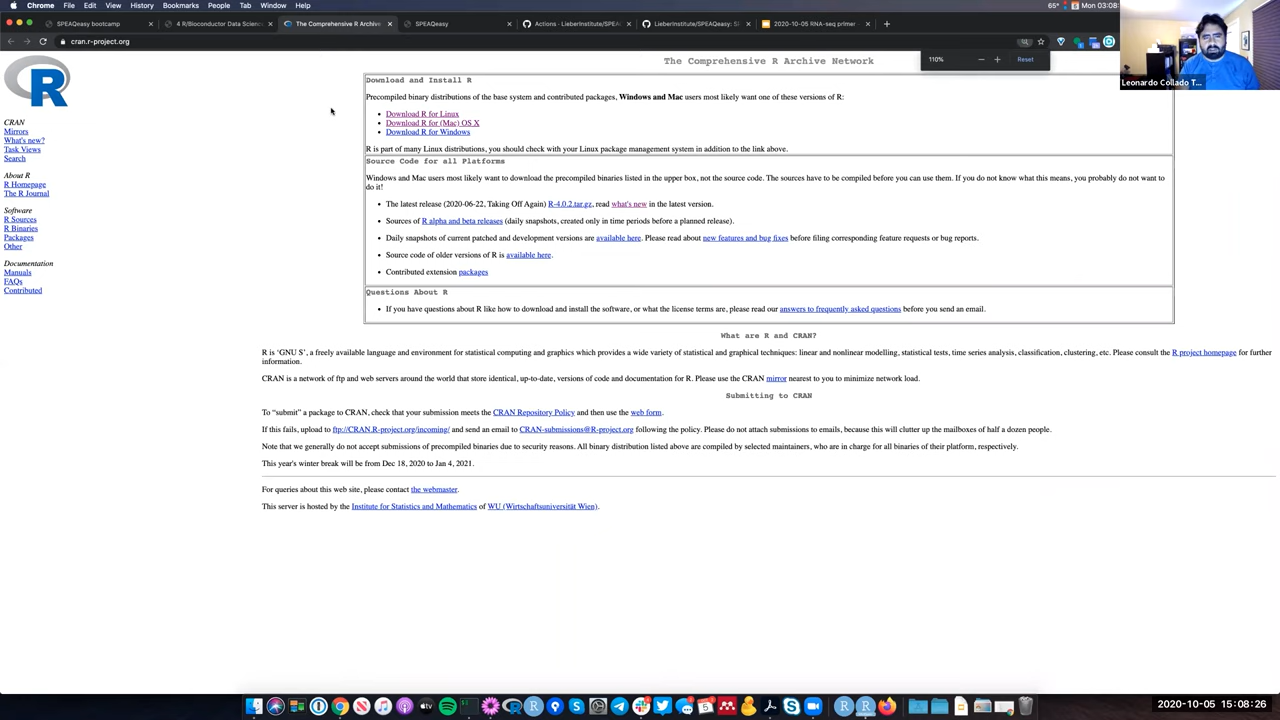 Chrome File Edit View History Bookmarks People Tab Window Help
65° Mon 03:08:
SPEAQeasy bootcamp
4 R/Bioconductor Data Scienc
The Comprehensive R Archive
SPEAQeasy
Actions · LieberInstitute/SPEA
LieberInstitute/SPEAQeasy: S
2020-10-05 RNA-seq primer -
cran.r-project.org
110% Reset
Leonardo Collado T...
R
CRAN
Mirrors
What's new?
Task Views
Search
About R
R Homepage
The R Journal
Software
R Sources
R Binaries
Packages
Other
Documentation
Manuals
FAQs
Contributed
The Comprehensive R Archive Network
Download and Install R
Precompiled binary distributions of the base system and contributed packages, Windows and Mac users most likely want one of these versions of R:
• Download R for Linux
• Download R for (Mac) OS X
• Download R for Windows
R is part of many Linux distributions, you should check with your Linux package management system in addition to the link above.
Source Code for all Platforms
Windows and Mac users most likely want to download the precompiled binaries listed in the upper box, not the source code. The sources have to be compiled before you can use them. If you do not know what this means, you probably do not want to
do it!
• The latest release (2020-06-22, Taking Off Again) R-4.0.2.tar.gz, read what's new in the latest version.
• Sources of R alpha and beta releases (daily snapshots, created only in time periods before a planned release).
• Daily snapshots of current patched and development versions are available here. Please read about new features and bug fixes before filing corresponding feature requests or bug reports.
• Source code of older versions of R is available here.
• Contributed extension packages
Questions About R
• If you have questions about R like how to download and install the software, or what the license terms are, please read our answers to frequently asked questions before you send an email.
What are R and CRAN?
R is ‘GNU S’, a freely available language and environment for statistical computing and graphics which provides a wide variety of statistical and graphical techniques: linear and nonlinear modelling, statistical tests, time series analysis, classification, clustering, etc. Please consult the R project homepage for further
information.
CRAN is a network of ftp and web servers around the world that store identical, up-to-date, versions of code and documentation for R. Please use the CRAN mirror nearest to you to minimize network load.
Submitting to CRAN
To “submit” a package to CRAN, check that your submission meets the CRAN Repository Policy and then use the web form.
If this fails, upload to ftp://CRAN.R-project.org/incoming/ and send an email to CRAN-submissions@R-project.org following the policy. Please do not attach submissions to emails, because this will clutter up the mailboxes of half a dozen people.
Note that we generally do not accept submissions of precompiled binaries due to security reasons. All binary distribution listed above are compiled by selected maintainers, who are in charge for all binaries of their platform, respectively.
This year's winter break will be from Dec 18, 2020 to Jan 4, 2021.
For queries about this web site, please contact the webmaster.
This server is hosted by the Institute for Statistics and Mathematics of WU (Wirtschaftsuniversität Wien).
2020-10-05 15:08:26